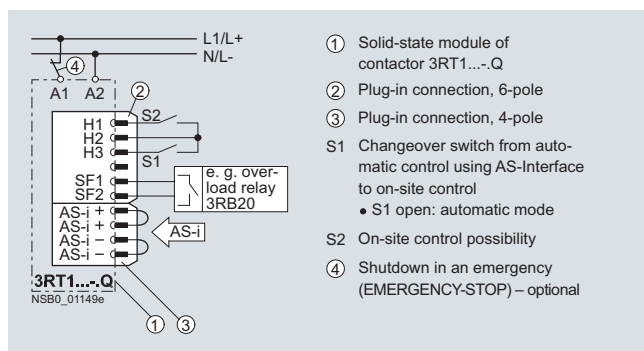 L1/L+
N/L-
④
A1 A2
②
H1
H2
H3
S2
S1
SF1
SF2
e. g. over-
load relay
3RB20
AS-i +
AS-i +
AS-i –
AS-i –
AS-i
3RT1...-.Q
NSB0_01149e
① ③
① Solid-state module of
contactor 3RT1...-.Q
② Plug-in connection, 6-pole
③ Plug-in connection, 4-pole
S1 Changeover switch from auto-
matic control using AS-Interface
to on-site control
• S1 open: automatic mode
S2 On-site control possibility
④ Shutdown in an emergency
(EMERGENCY-STOP) – optional